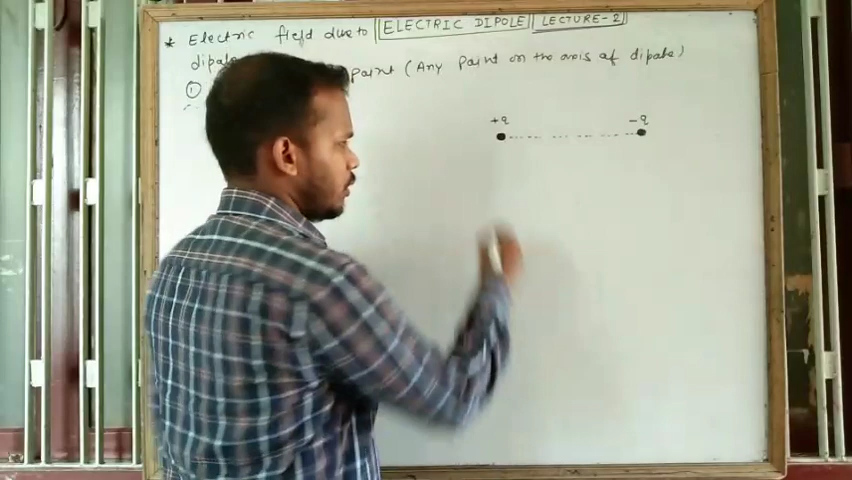 ELECTRIC DIPOLE LECTURE-2
* Electric field due to
dipole
① point (Any point on the axis of dipole)
+q -q